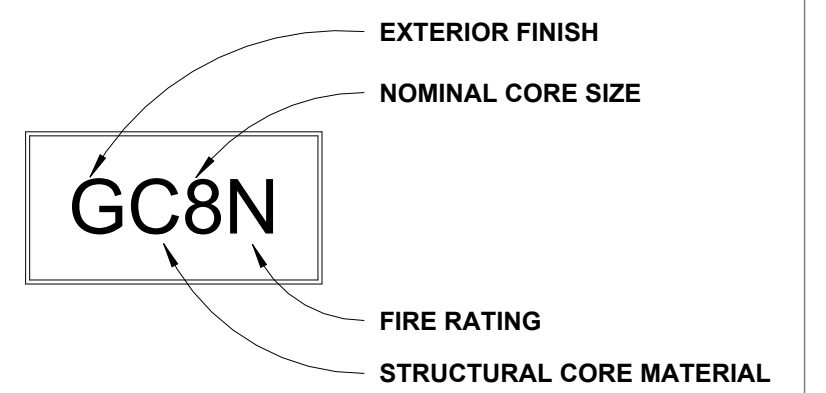 EXTERIOR FINISH
NOMINAL CORE SIZE
GC8N
FIRE RATING
STRUCTURAL CORE MATERIAL